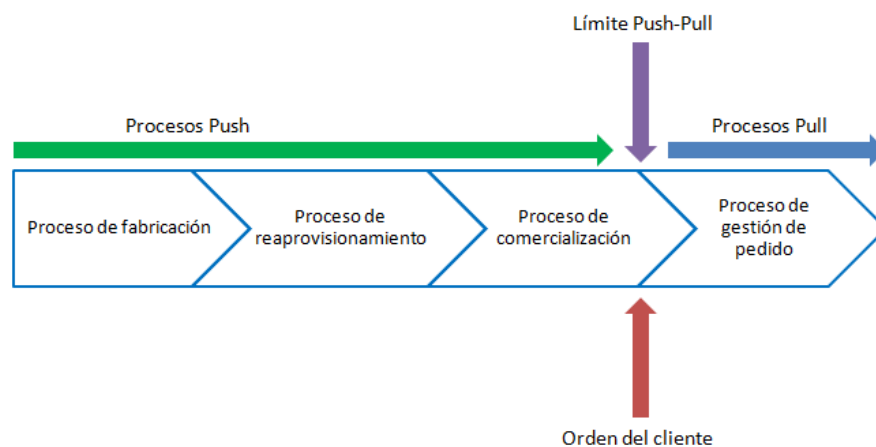 Límite Push-Pull
Procesos Push
Procesos Pull
Proceso de fabricación
Proceso de
reaprovisionamiento
Proceso de
comercialización
Proceso de
gestión de
pedido
Orden del cliente